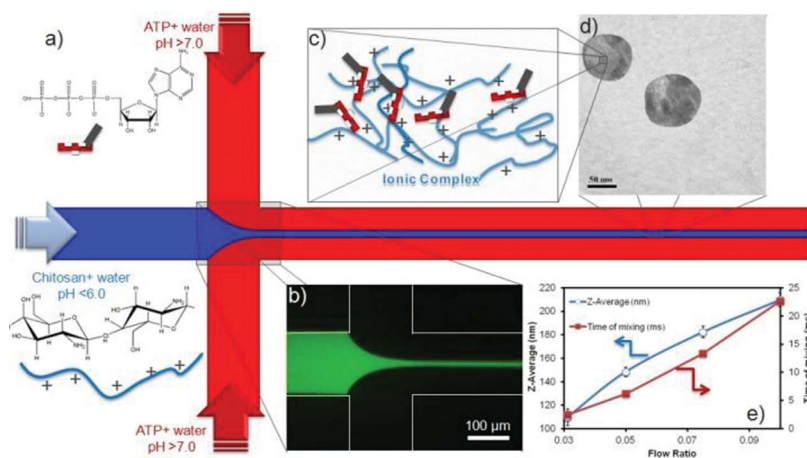 a)
ATP+ water
pH >7.0
c)
d)
Ionic Complex
50 µm
Chitosan+ water
pH <6.0
b)
100 µm
ATP+ water
pH >7.0
Z-Average (nm)
Time of mixing (ms)
Z-Average (nm)
220
200
180
160
140
120
100
25
20
15
10
5
0
0.03
0.05
0.07
0.09
Flow Ratio
e)